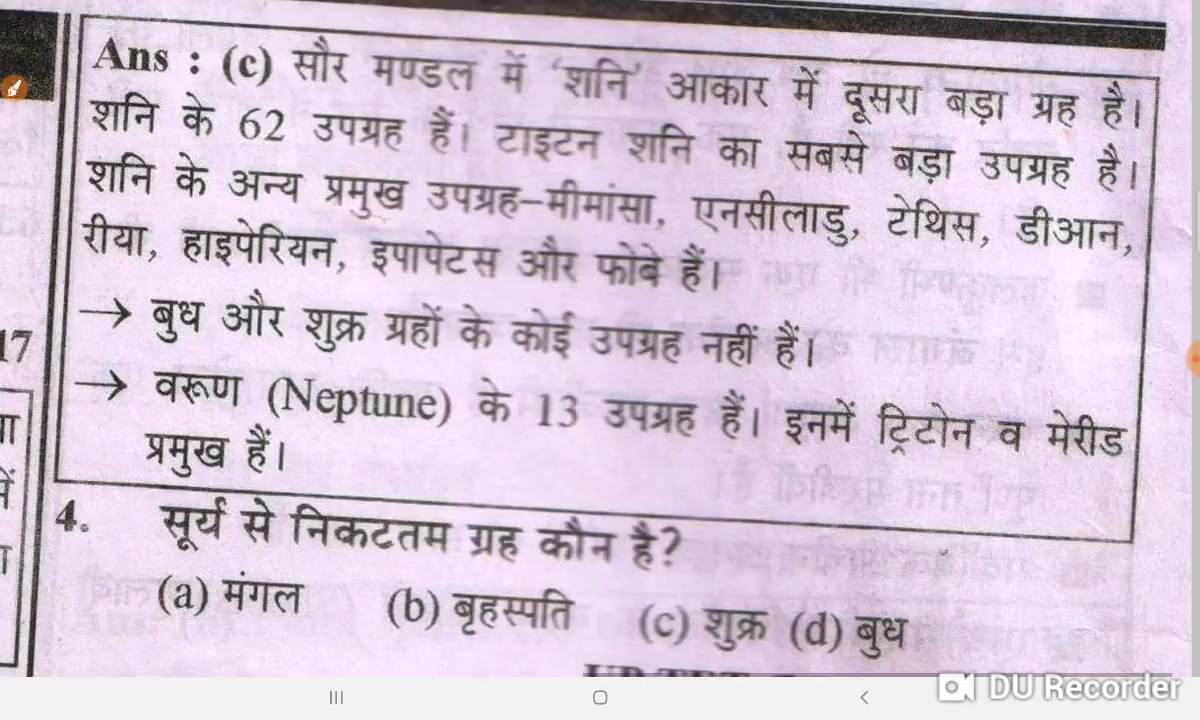 Ans : (c) सौर मण्डल में 'शनि' आकार में दूसरा बड़ा ग्रह है।
शनि के 62 उपग्रह हैं। टाइटन शनि का सबसे बड़ा उपग्रह है।
शनि के अन्य प्रमुख उपग्रह–मीमांसा, एनसीलाडु, टेथिस, डीआन,
रीया, हाइपेरियन, इपापेटस और फोबे हैं।
→ बुध और शुक्र ग्रहों के कोई उपग्रह नहीं हैं।
17
→ वरूण (Neptune) के 13 उपग्रह हैं। इनमें ट्रिटोन व मेरीड
प्रमुख हैं।
4. सूर्य से निकटतम ग्रह कौन है?
(a) मंगल (b) बृहस्पति (c) शुक्र (d) बुध
DU Recorder